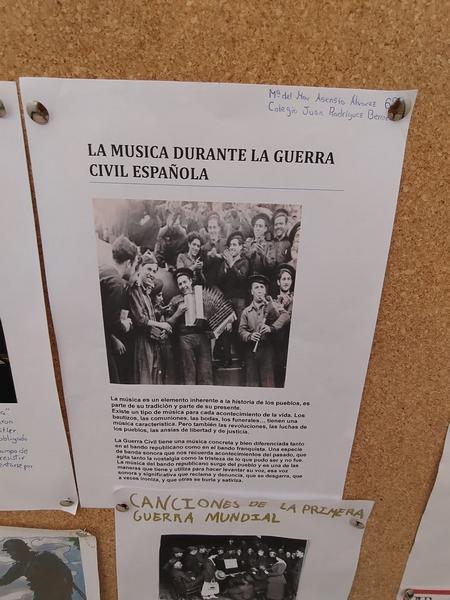 Mª del Mar Asensio Álvarez 6º
Colegio Juan Rodríguez
LA MUSICA DURANTE LA GUERRA
CIVIL ESPAÑOLA
La música es un elemento inherente a la historia de los pueblos, es
parte de su tradición y parte de su presente.
Existe un tipo de música para cada acontecimiento de la vida. Los
bautizos, las comuniones, las bodas, los funerales… tienen una
música característica. Pero también las revoluciones, las luchas de
los pueblos, las ansias de libertad y de justicia.
La Guerra Civil tiene una música concreta y bien diferenciada tanto
en el bando republicano como en el bando franquista. Una especie
de banda sonora que nos recuerda acontecimientos del pasado, que
agita tanto la nostalgia como la tristeza de lo que pudo ser y no fue.
La música del bando republicano surge del pueblo y es una de las
maneras que tiene y utiliza para hacer levantar su voz, esa voz
sonora y significativa que reclama y denuncia, que se desgarra, que
a veces ironiza, y que otras se burla y satiriza.
CANCIONES DE LA PRIMERA
GUERRA MUNDIAL
obligado
campo de